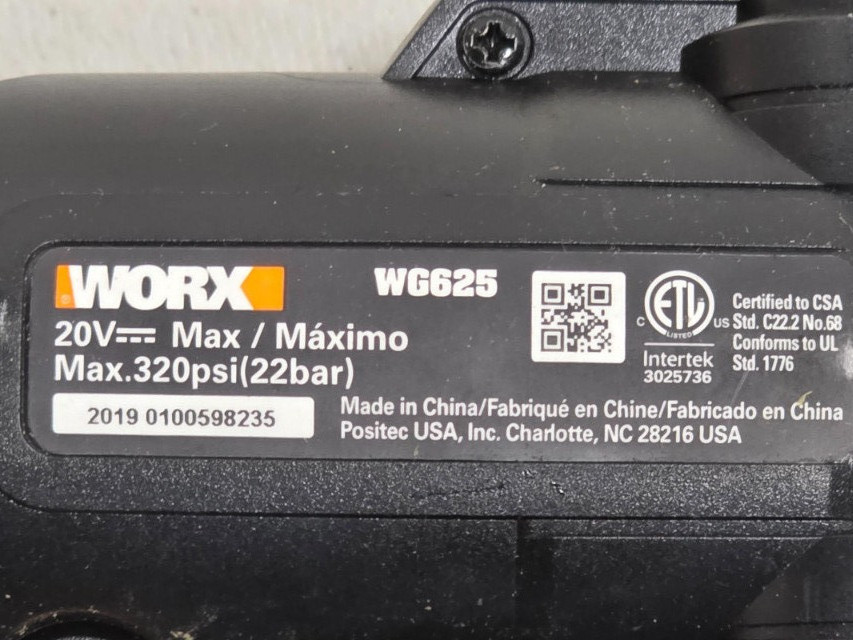 WORX
WG625
20V⎓ Max / Máximo
Max.320psi(22bar)
2019 0100598235
ETL
LISTED
C US
Intertek
3025736
Certified to CSA
Std. C22.2 No.68
Conforms to UL
Std. 1776
Made in China/Fabriqué en Chine/Fabricado en China
Positec USA, Inc. Charlotte, NC 28216 USA